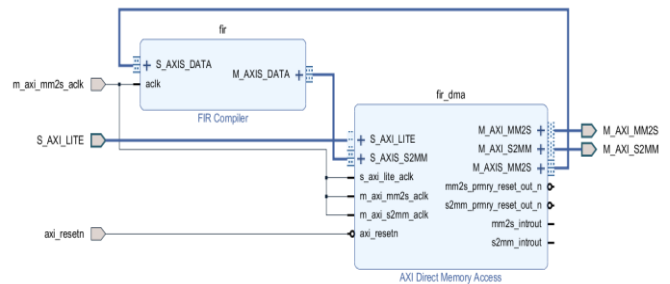 fir
S_AXIS_DATA
M_AXIS_DATA
aclk
FIR Compiler
m_axi_mm2s_aclk
S_AXI_LITE
axi_resetn
fir_dma
S_AXI_LITE
S_AXIS_S2MM
s_axi_lite_aclk
m_axi_mm2s_aclk
m_axi_s2mm_aclk
axi_resetn
M_AXI_MM2S
M_AXI_S2MM
M_AXIS_MM2S
mm2s_prmry_reset_out_n
s2mm_prmry_reset_out_n
mm2s_introut
s2mm_introut
AXI Direct Memory Access
M_AXI_MM2S
M_AXI_S2MM